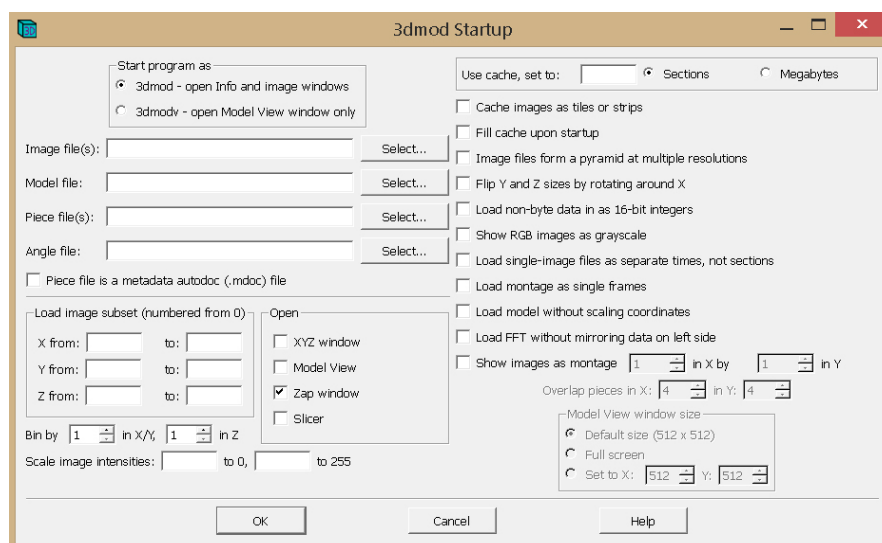 3dmod Startup
Start program as
3dmod - open Info and image windows
3dmodv - open Model View window only
Image file(s): Select...
Model file: Select...
Piece file(s): Select...
Angle file: Select...
Piece file is a metadata autodoc (.mdoc) file
Load image subset (numbered from 0)
X from: to:
Y from: to:
Z from: to:
Open
XYZ window
Model View
Zap window
Slicer
Bin by 1 in X/Y, 1 in Z
Scale image intensities: to 0, to 255
Use cache, set to: Sections Megabytes
Cache images as tiles or strips
Fill cache upon startup
Image files form a pyramid at multiple resolutions
Flip Y and Z sizes by rotating around X
Load non-byte data in as 16-bit integers
Show RGB images as grayscale
Load single-image files as separate times, not sections
Load montage as single frames
Load model without scaling coordinates
Load FFT without mirroring data on left side
Show images as montage 1 in X by 1 in Y
Overlap pieces in X: 4 in Y: 4
Model View window size
Default size (512 x 512)
Full screen
Set to X: 512 Y: 512
OK Cancel Help